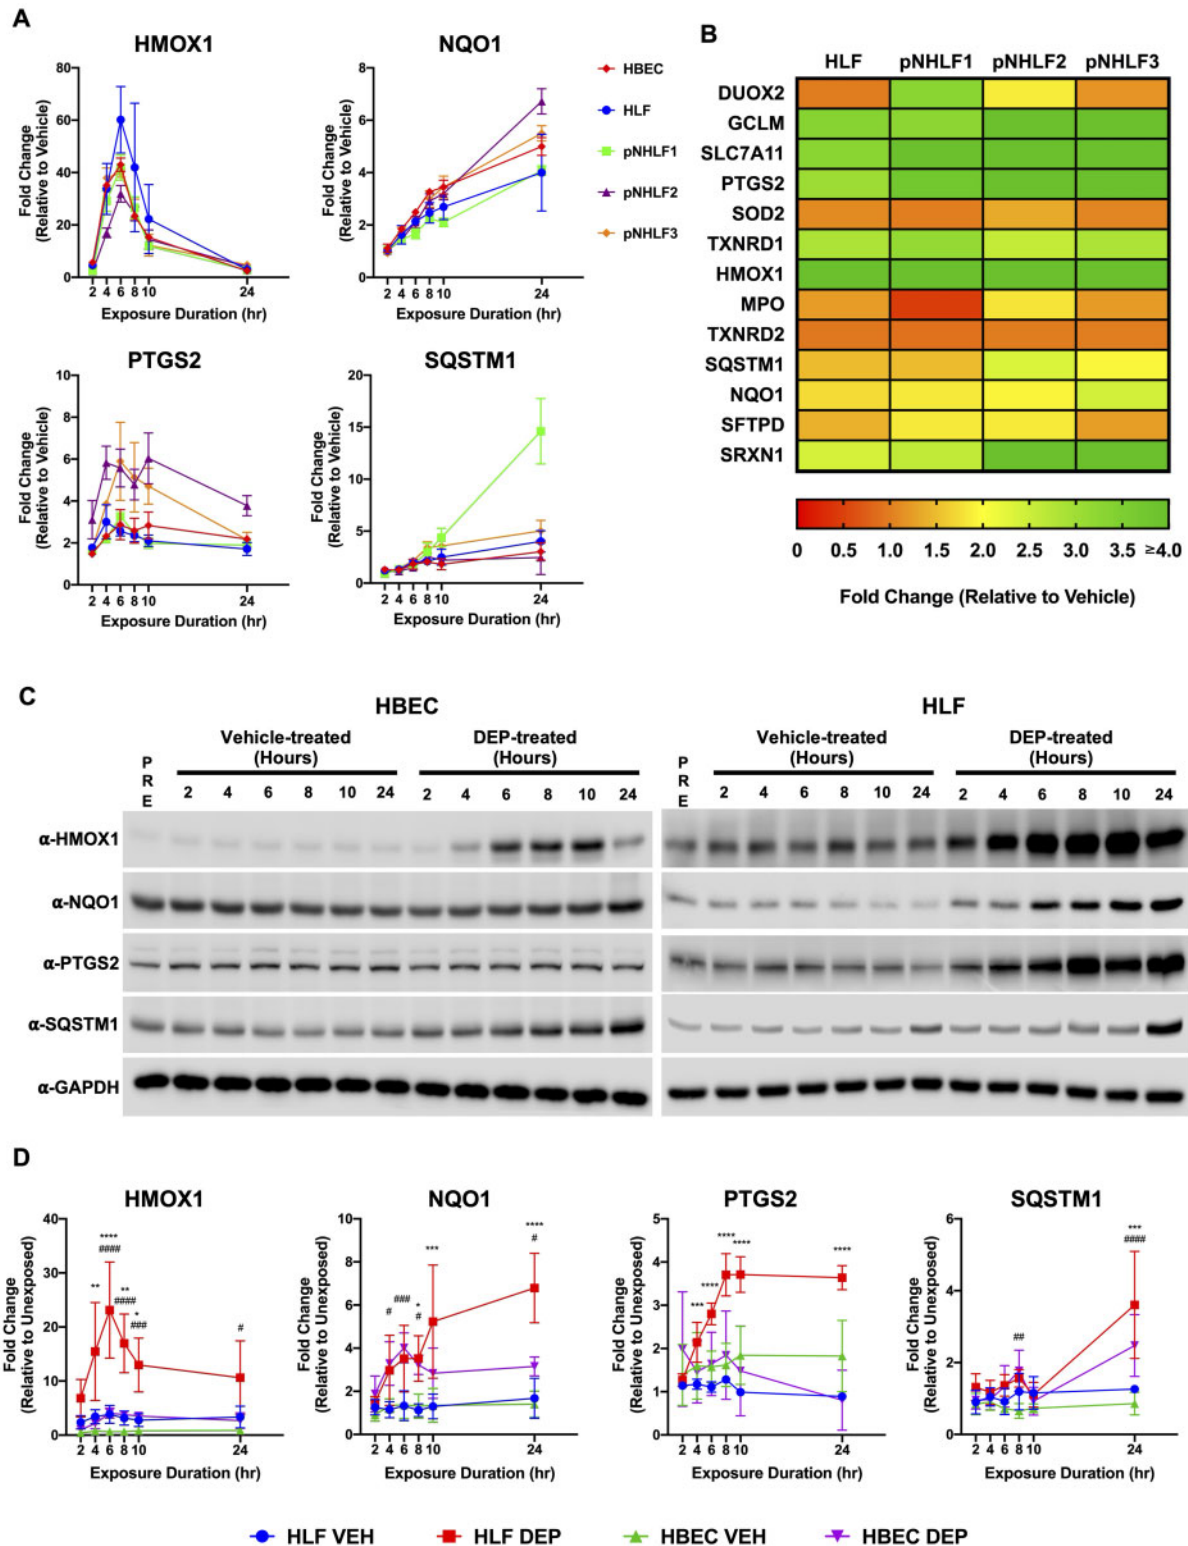 A
HMOX1
80
60
40
20
0
Fold Change
(Relative to Vehicle)
2 4 6 8 10 24
Exposure Duration (hr)
NQO1
8
6
4
2
0
Fold Change
(Relative to Vehicle)
2 4 6 8 10 24
Exposure Duration (hr)
HBEC
HLF
pNHLF1
pNHLF2
pNHLF3
PTGS2
10
8
6
4
2
0
Fold Change
(Relative to Vehicle)
2 4 6 8 10 24
Exposure Duration (hr)
SQSTM1
20
15
10
5
0
Fold Change
(Relative to Vehicle)
2 4 6 8 10 24
Exposure Duration (hr)
B
HLF pNHLF1 pNHLF2 pNHLF3
DUOX2
GCLM
SLC7A11
PTGS2
SOD2
TXNRD1
HMOX1
MPO
TXNRD2
SQSTM1
NQO1
SFTPD
SRXN1
0 0.5 1.0 1.5 2.0 2.5 3.0 3.5 ≥4.0
Fold Change (Relative to Vehicle)
C
HBEC HLF
Vehicle-treated
(Hours)
DEP-treated
(Hours)
Vehicle-treated
(Hours)
DEP-treated
(Hours)
PRE 2 4 6 8 10 24 2 4 6 8 10 24
PRE 2 4 6 8 10 24 2 4 6 8 10 24
α-HMOX1
α-NQO1
α-PTGS2
α-SQSTM1
α-GAPDH
D
HMOX1
40
30
20
10
0
Fold Change
(Relative to Unexposed)
** **** #### ** #### * ### #
2 4 6 8 10 24
Exposure Duration (hr)
NQO1
10
8
6
4
2
0
Fold Change
(Relative to Unexposed)
# ### * # *** **** #
2 4 6 8 10 24
Exposure Duration (hr)
PTGS2
5
4
3
2
1
0
Fold Change
(Relative to Unexposed)
*** **** **** **** ****
2 4 6 8 10 24
Exposure Duration (hr)
SQSTM1
6
4
2
0
Fold Change
(Relative to Unexposed)
## *** ####
2 4 6 8 10 24
Exposure Duration (hr)
HLF VEH HLF DEP HBEC VEH HBEC DEP